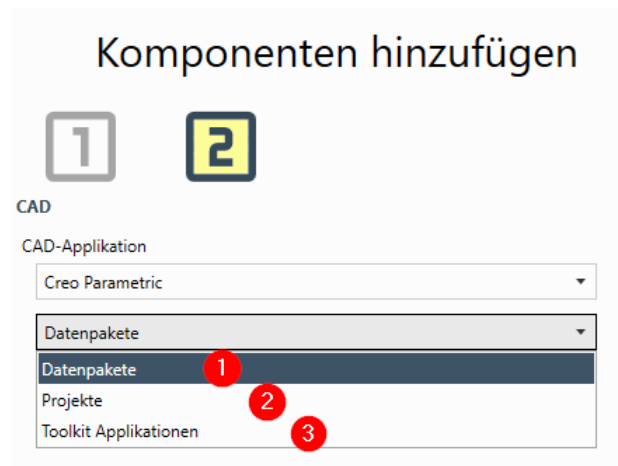 Komponenten hinzufügen
1 2
CAD
CAD-Applikation
Creo Parametric
Datenpakete
Datenpakete 1
Projekte 2
Toolkit Applikationen 3